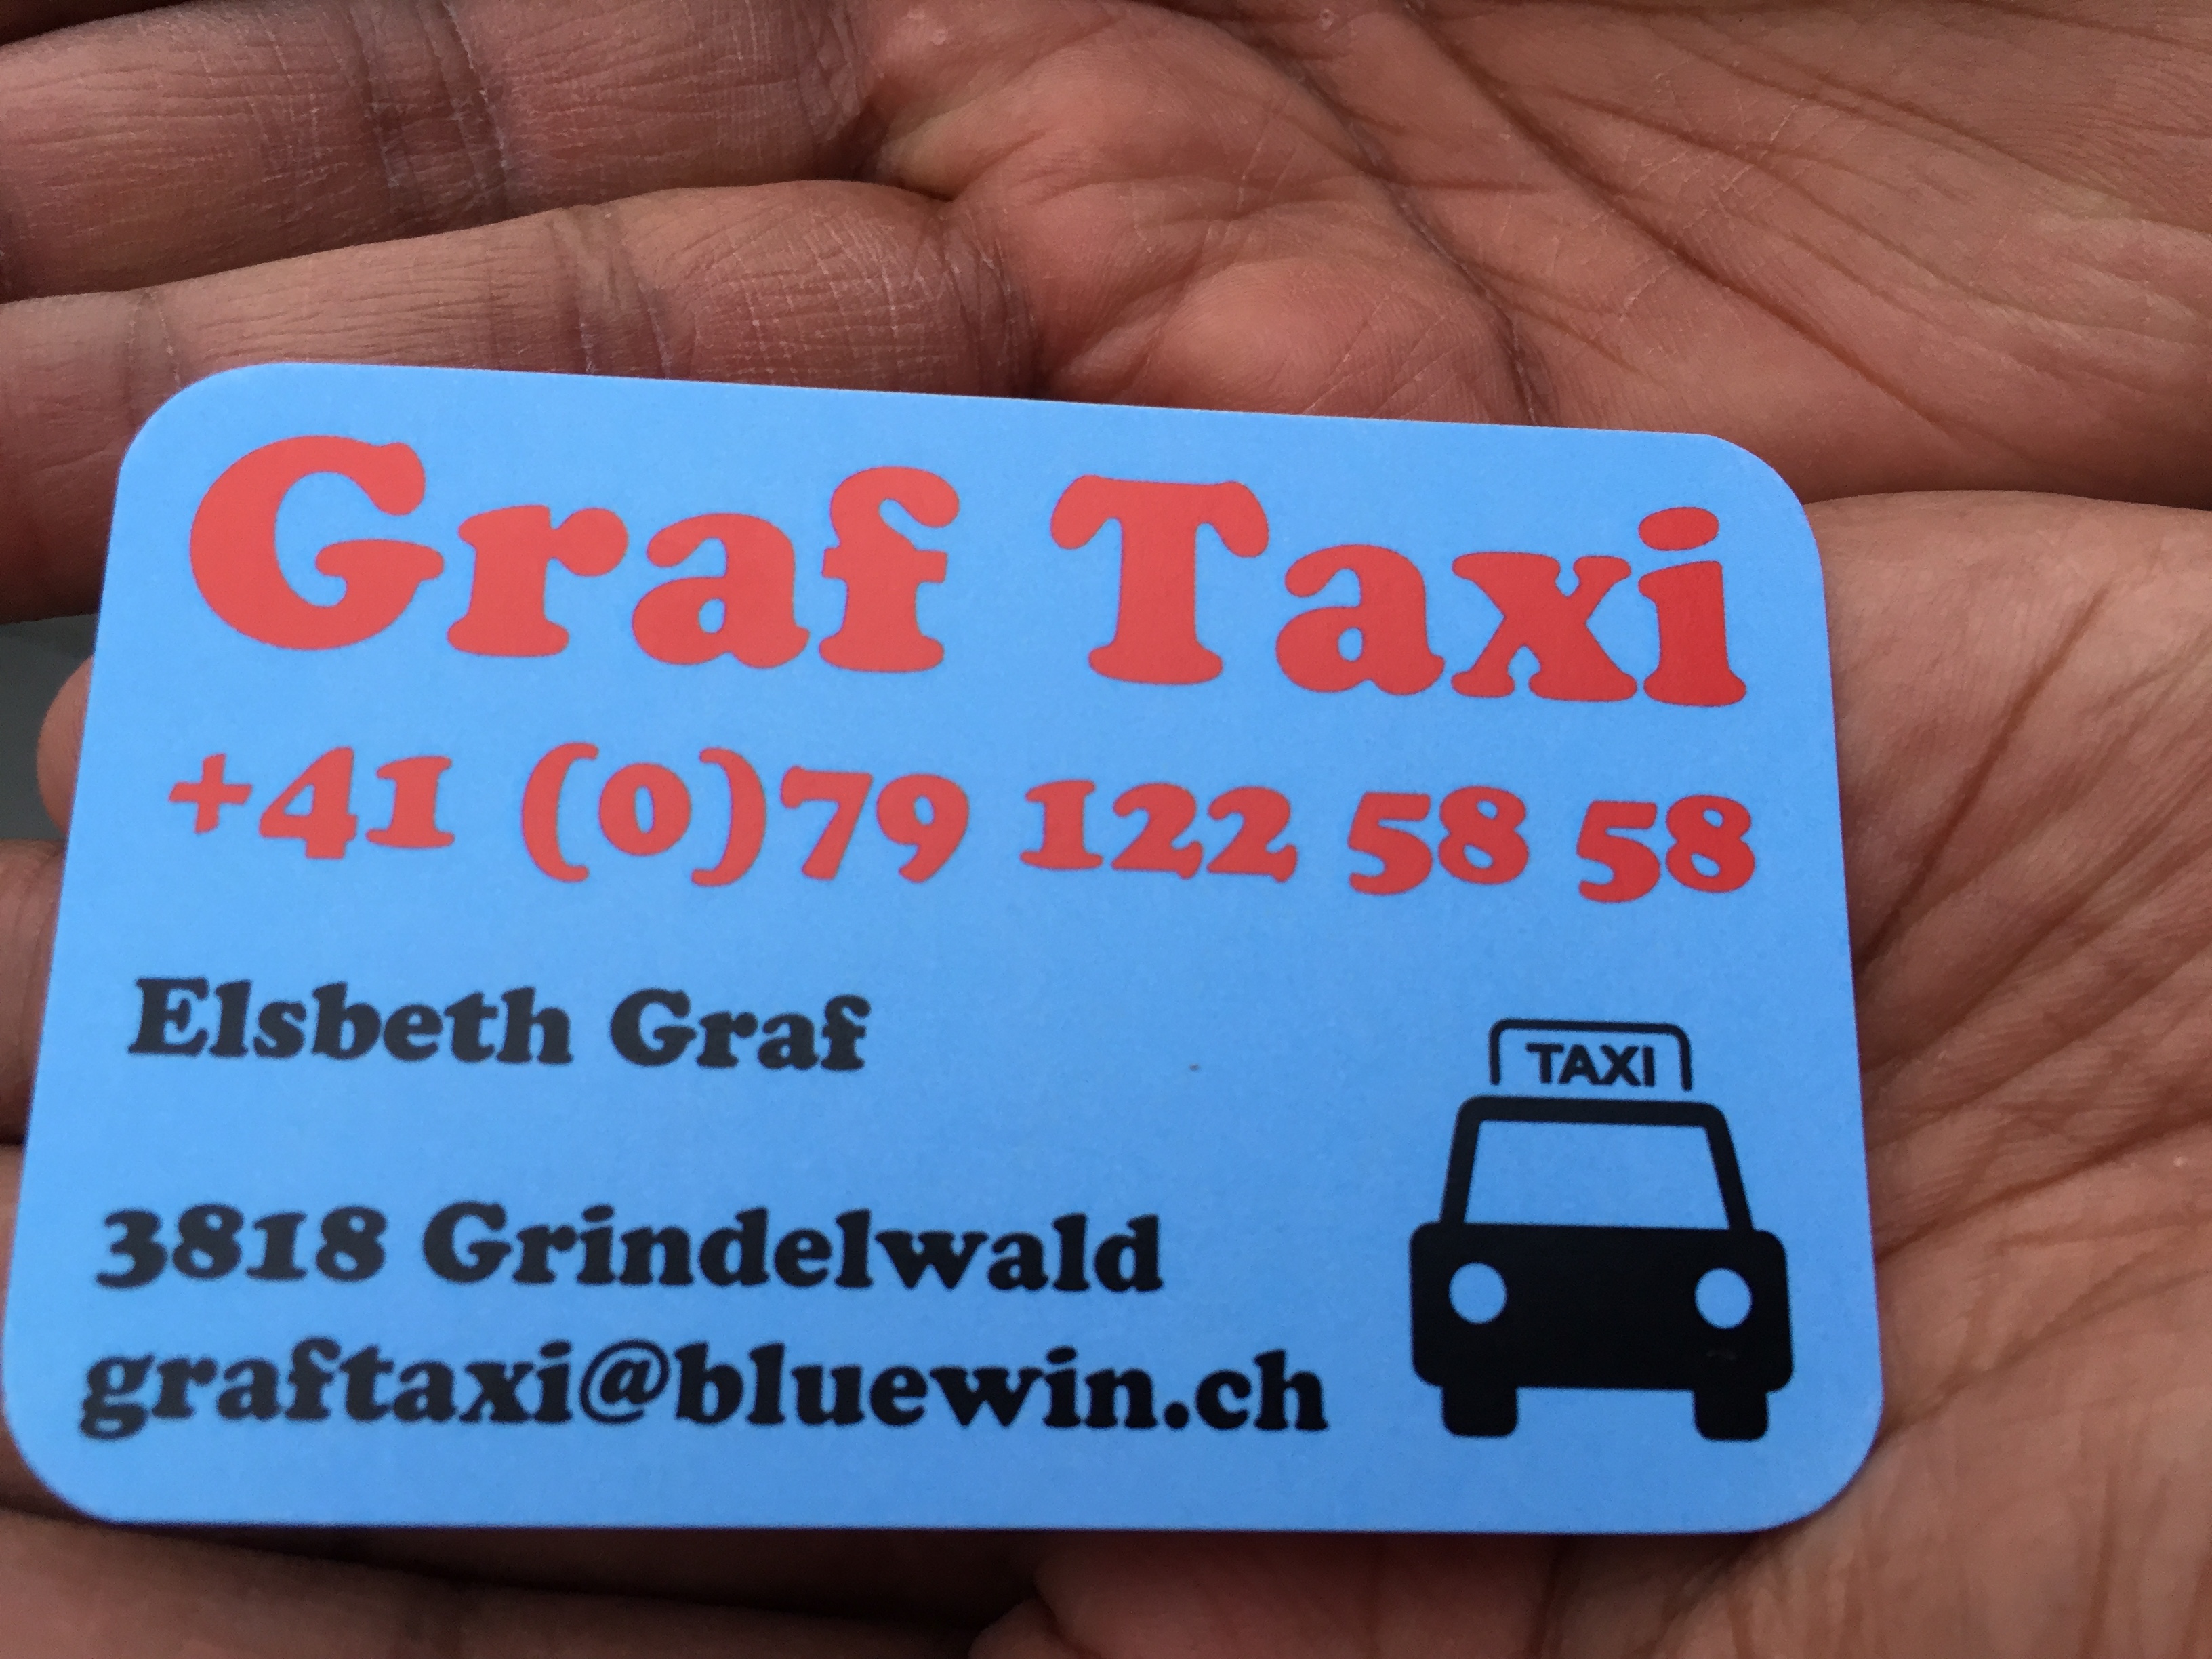 Graf Taxi
+41 (0)79 122 58 58
Elsbeth Graf
TAXI
3818 Grindelwald
graftaxi@bluewin.ch